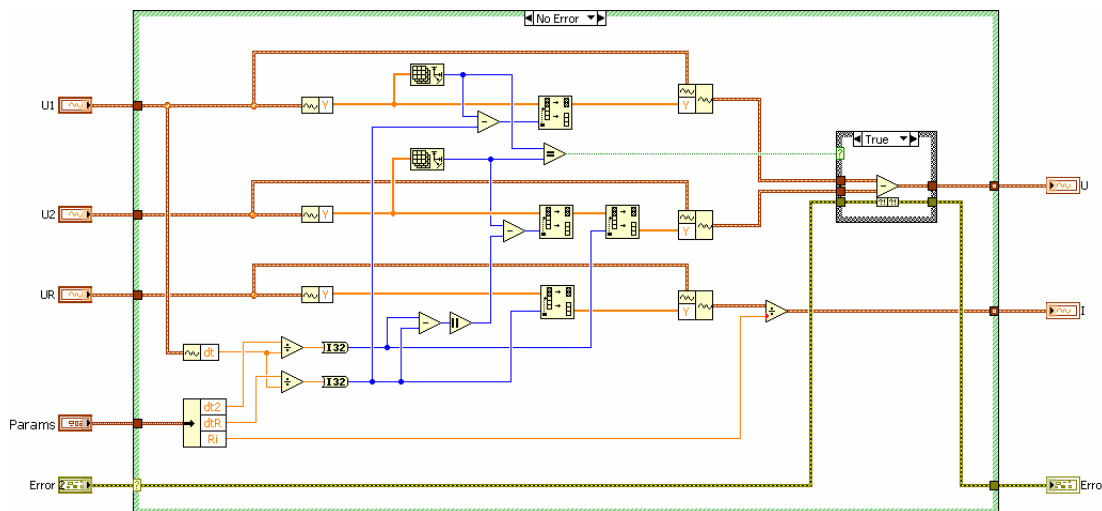 No Error
U1
Y
Y
True
?
=
U
U2
Y
Y
UR
Y
Y
I
dt
I32
I32
Params
dt2
dtR
Ri
Error
?
Erro